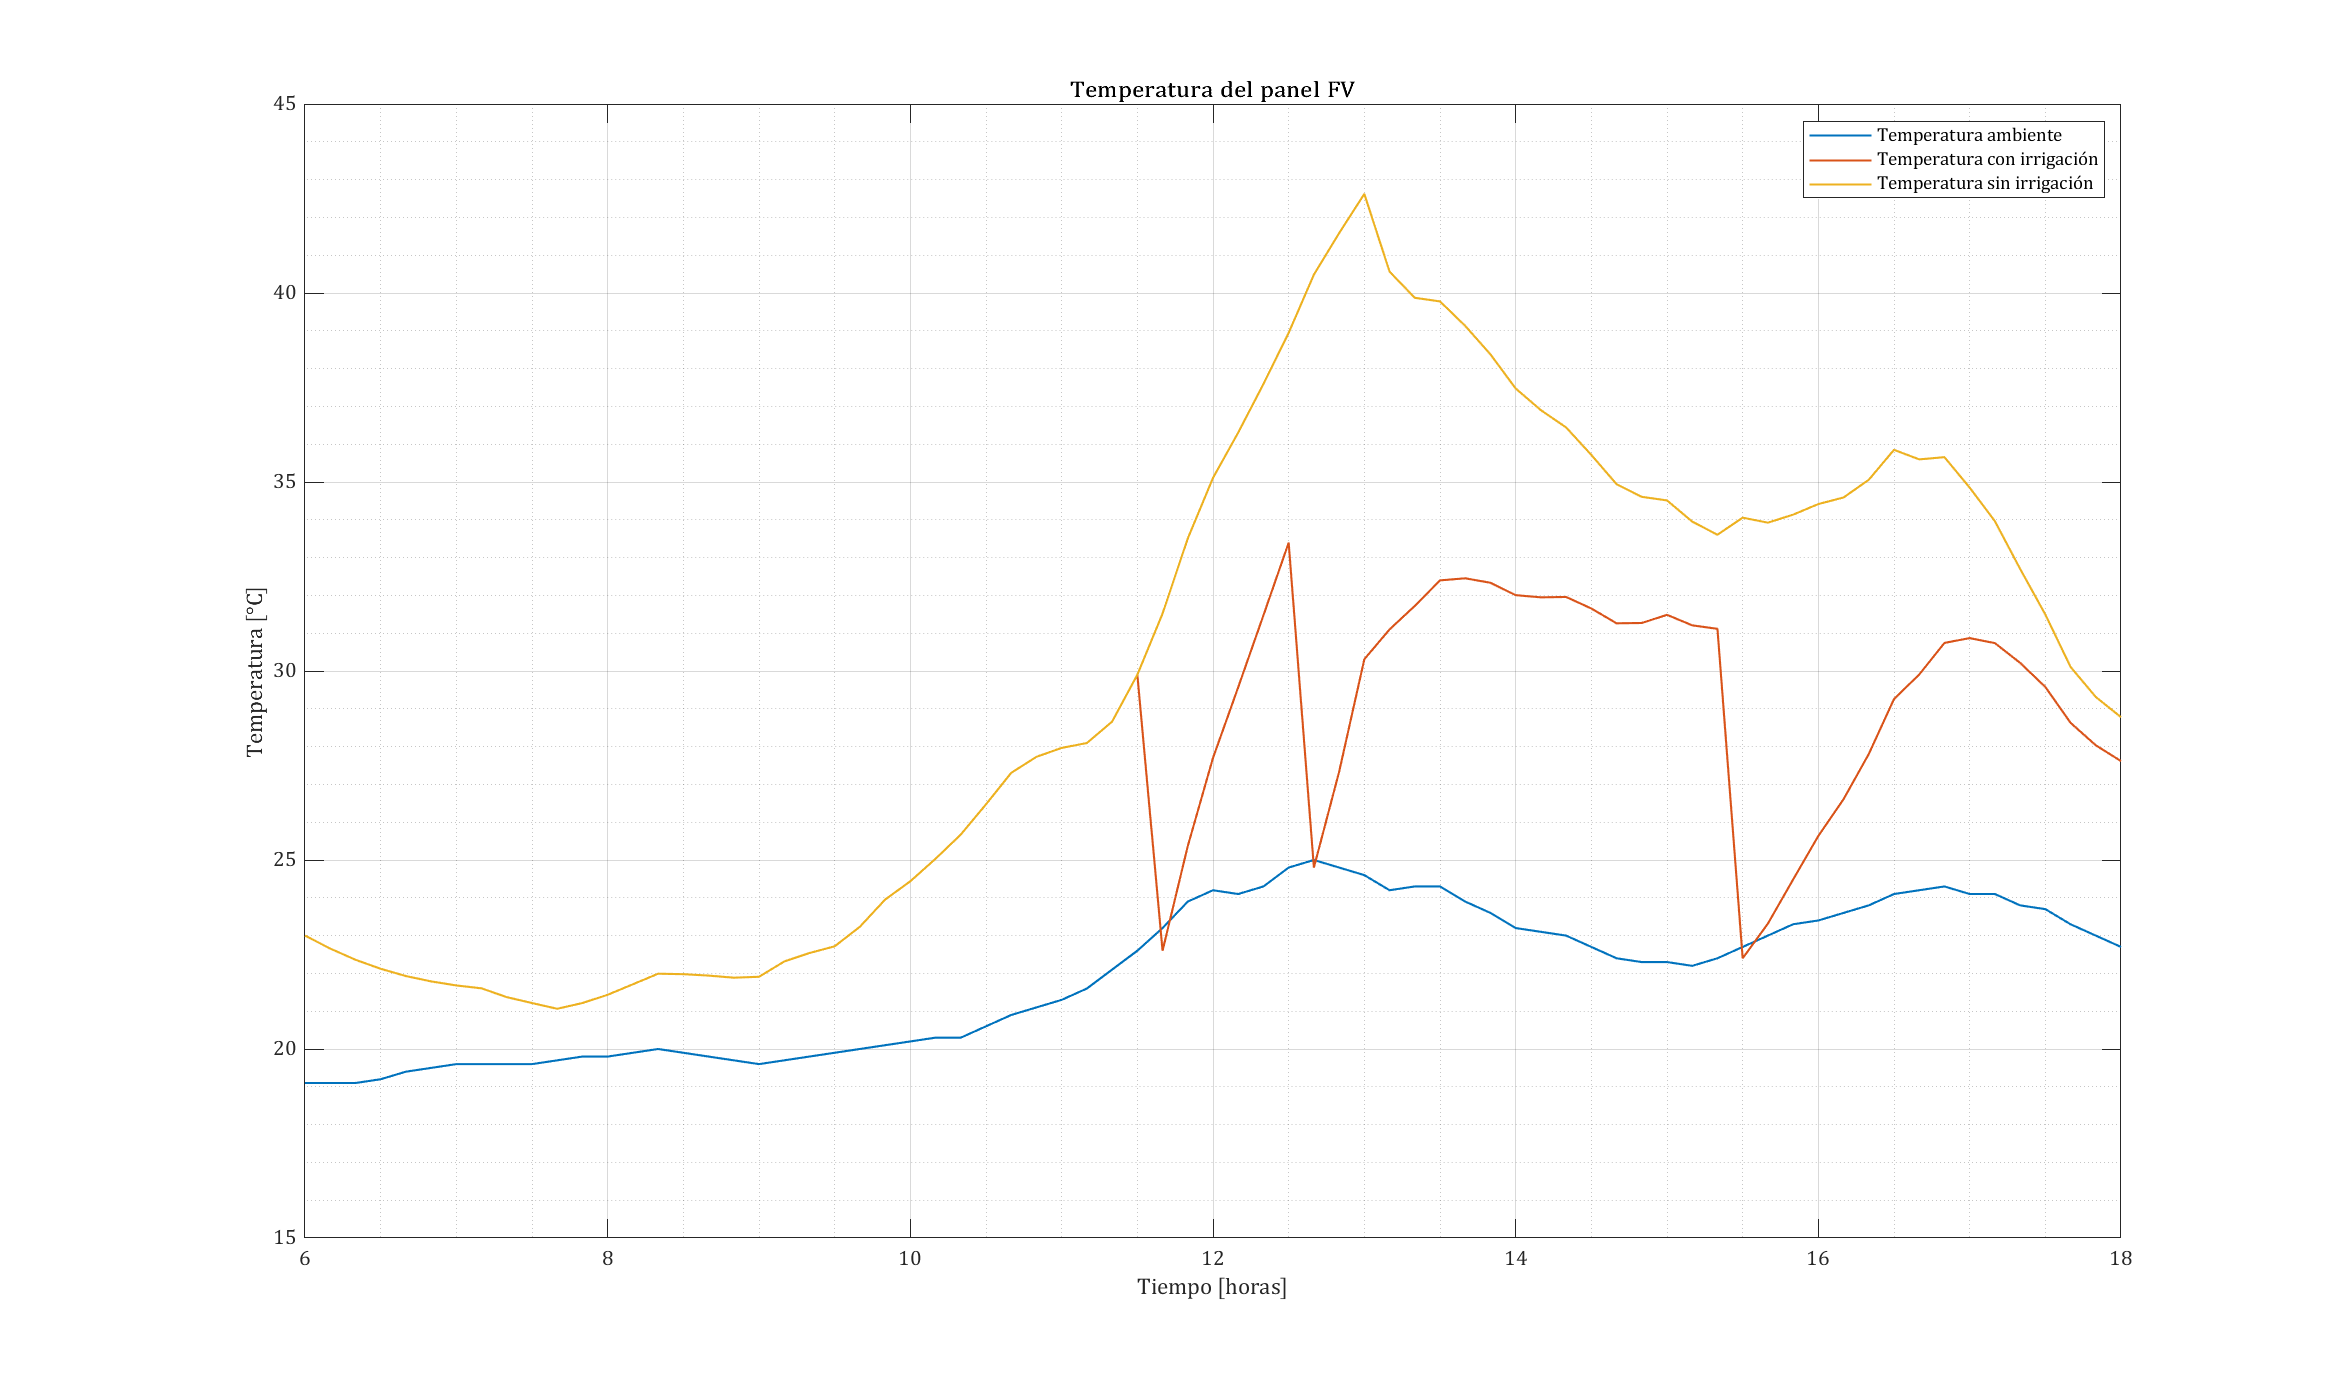 Temperatura del panel FV
45
40
35
30
25
20
15
Temperatura [°C]
Temperatura ambiente
Temperatura con irrigación
Temperatura sin irrigación
6 8 10 12 14 16 18
Tiempo [horas]